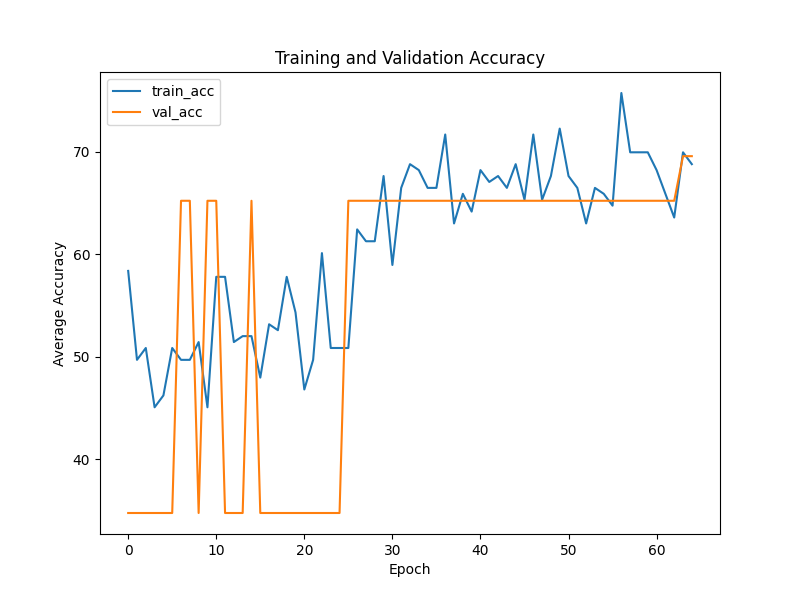 Training and Validation Accuracy
train_acc
val_acc
70
60
50
40
Average Accuracy
0 10 20 30 40 50 60
Epoch